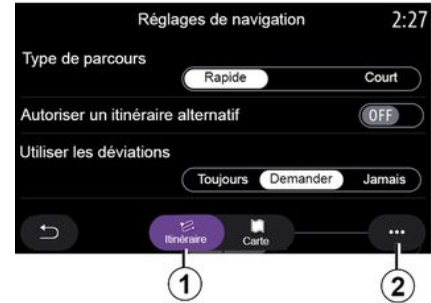 Réglages de navigation 2:27
Type de parcours
Rapide Court
Autoriser un itinéraire alternatif OFF
Utiliser les déviations
Toujours Demander Jamais
Itinéraire Carte
1 2